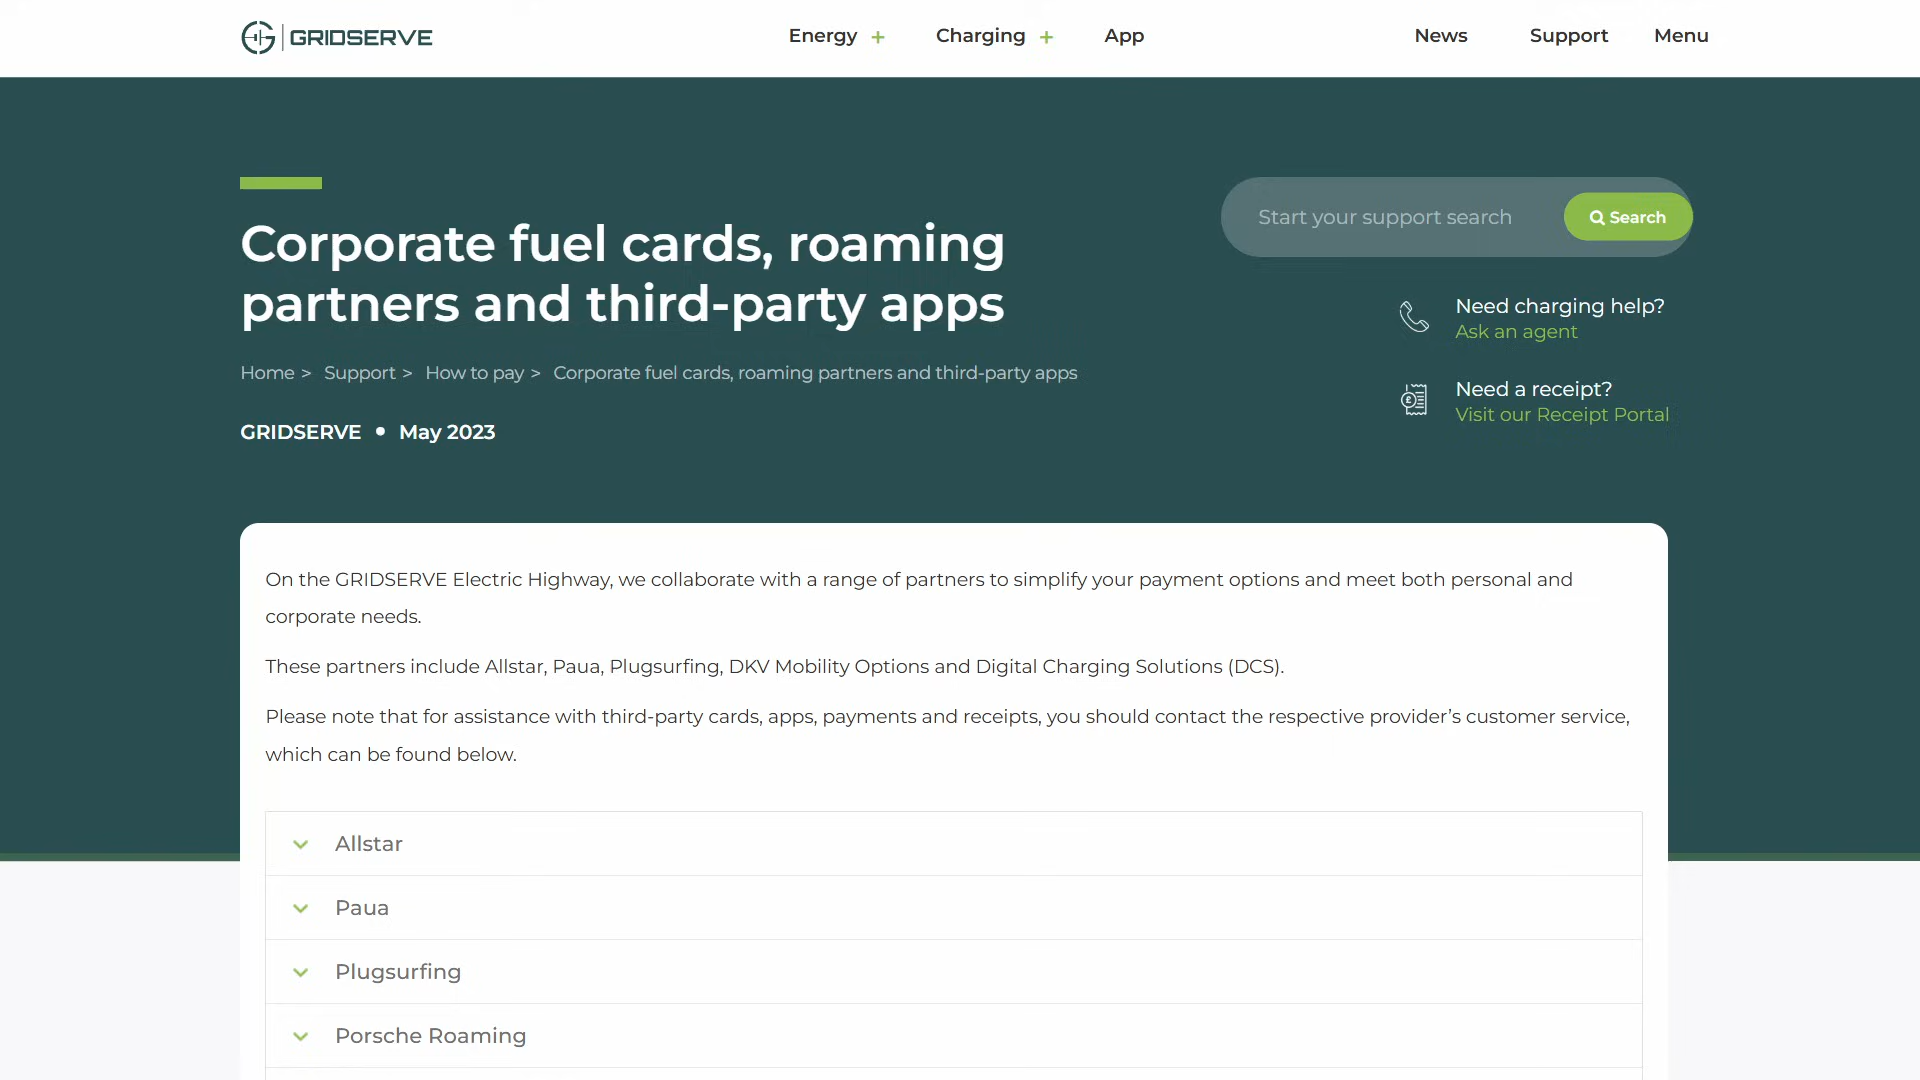 GRIDSERVE
Energy + Charging + App News Support Menu
Corporate fuel cards, roaming
partners and third-party apps
Home > Support > How to pay > Corporate fuel cards, roaming partners and third-party apps
GRIDSERVE • May 2023
Start your support search
Search
Need charging help?
Ask an agent
Need a receipt?
Visit our Receipt Portal
On the GRIDSERVE Electric Highway, we collaborate with a range of partners to simplify your payment options and meet both personal and
corporate needs.
These partners include Allstar, Paua, Plugsurfing, DKV Mobility Options and Digital Charging Solutions (DCS).
Please note that for assistance with third-party cards, apps, payments and receipts, you should contact the respective provider’s customer service,
which can be found below.
Allstar
Paua
Plugsurfing
Porsche Roaming